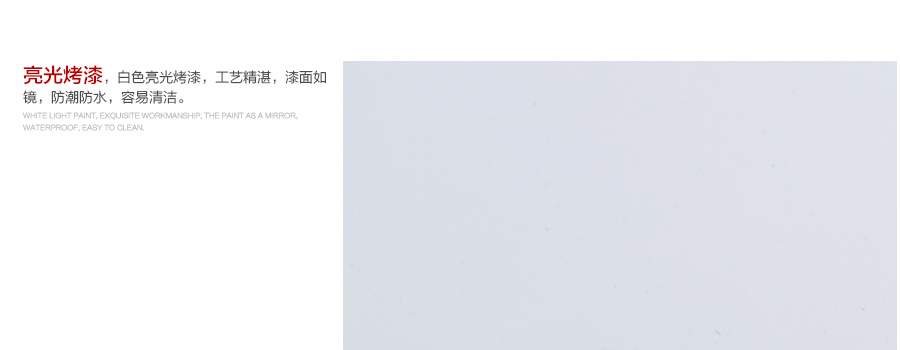 亮光烤漆，白色亮光烤漆，工艺精湛，漆面如
镜，防潮防水，容易清洁。
WHITE LIGHT PAINT, EXQUISITE WORKMANSHIP, THE PAINT AS A MIRROR,
WATERPROOF, EASY TO CLEAN.